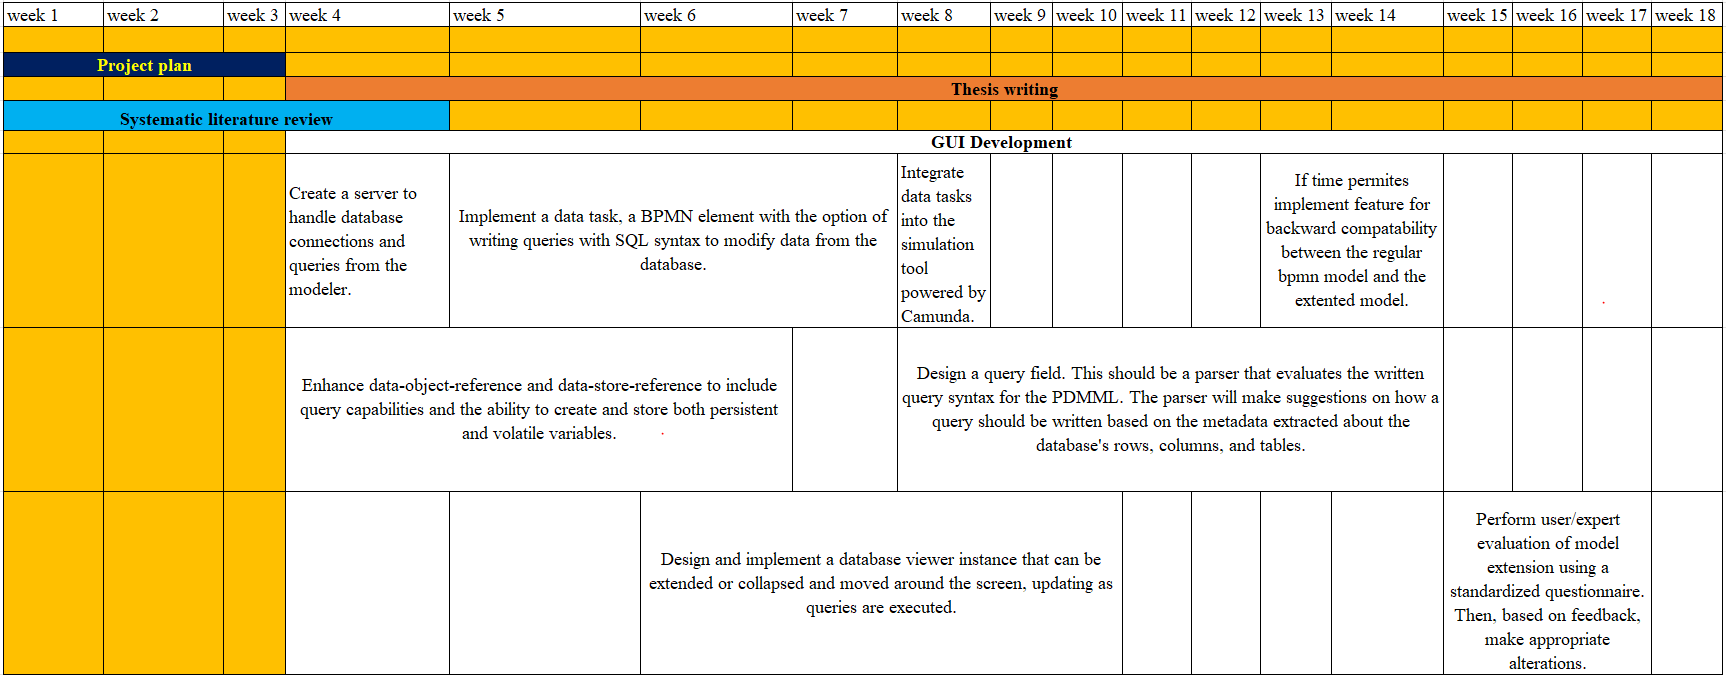 week 1 week 2 week 3 week 4 week 5 week 6 week 7 week 8 week 9 week 10 week 11 week 12 week 13 week 14 week 15 week 16 week 17 week 18
Project plan
Thesis writing
Systematic literature review
GUI Development
Create a server to
handle database
connections and
queries from the
modeler.
Implement a data task, a BPMN element with the option of
writing queries with SQL syntax to modify data from the
database.
Integrate
data tasks
into the
simulation
tool
powered by
Camunda.
If time permites
implement feature for
backward compatability
between the regular
bpmn model and the
extented model.
Enhance data-object-reference and data-store-reference to include
query capabilities and the ability to create and store both persistent
and volatile variables.
Design a query field. This should be a parser that evaluates the written
query syntax for the PDMML. The parser will make suggestions on how a
query should be written based on the metadata extracted about the
database's rows, columns, and tables.
Design and implement a database viewer instance that can be
extended or collapsed and moved around the screen, updating as
queries are executed.
Perform user/expert
evaluation of model
extension using a
standardized questionnaire.
Then, based on feedback,
make appropriate
alterations.